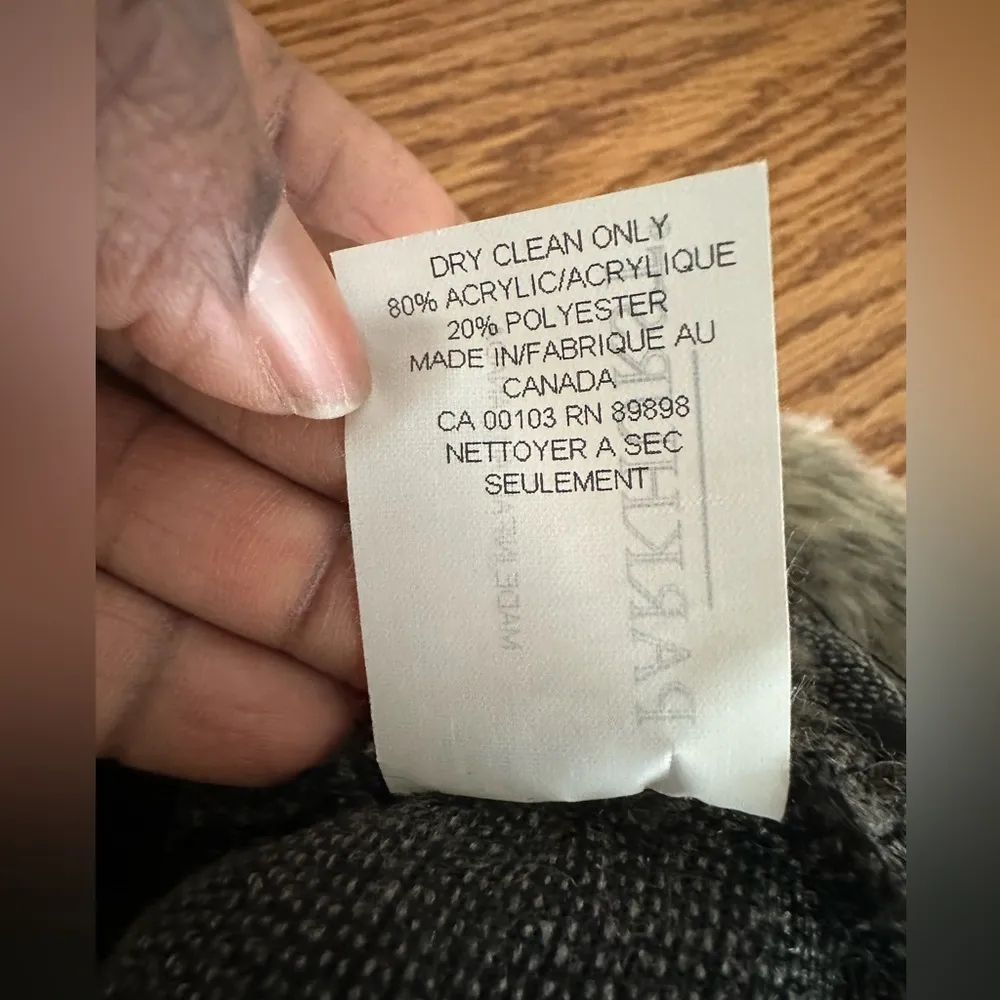 DRY CLEAN ONLY
80% ACRYLIC/ACRYLIQUE
20% POLYESTER
MADE IN/FABRIQUE AU
CANADA
CA 00103 RN 89898
NETTOYER A SEC
SEULEMENT
PARKHURST